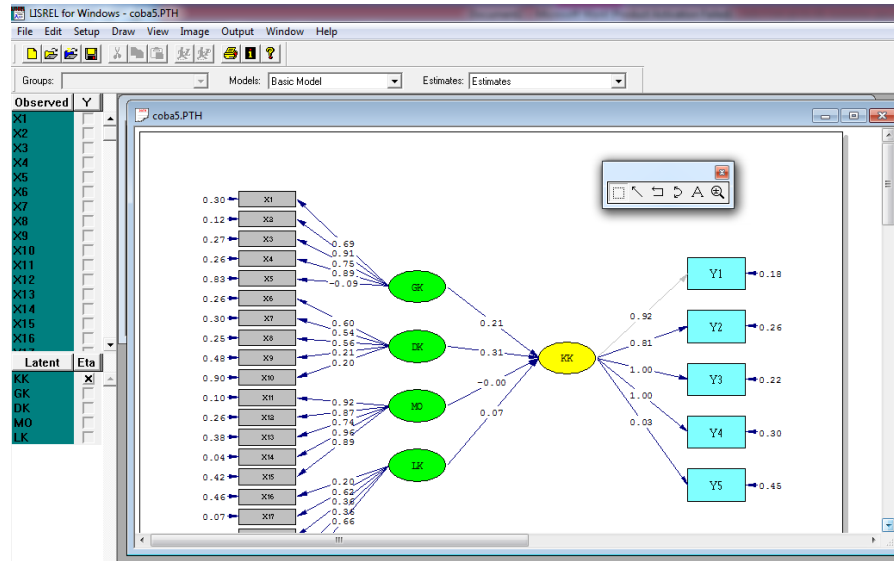 LISREL for Windows - coba5.PTH
File Edit Setup Draw View Image Output Window Help
Groups: Models: Basic Model Estimates: Estimates
Observed Y
X1
X2
X3
X4
X5
X6
X7
X8
X9
X10
X11
X12
X13
X14
X15
X16
Latent Eta
KK
GK
DK
MO
LK
coba5.PTH
0.30 X1
0.12 X2
0.27 X3
0.26 X4
0.83 X5
0.26 X6
0.30 X7
0.25 X8
0.48 X9
0.90 X10
0.10 X11
0.26 X12
0.38 X13
0.04 X14
0.42 X15
0.46 X16
0.07 X17
0.69
0.91
0.75
0.89
-0.09
0.60
0.54
0.56
0.21
0.20
0.92
0.87
0.74
0.96
0.89
0.20
0.62
0.36
0.36
0.66
GK
DK
MO
LK
0.21
0.31
-0.00
0.07
KK
0.92
0.81
1.00
1.00
0.03
Y1 0.18
Y2 0.26
Y3 0.22
Y4 0.30
Y5 0.45